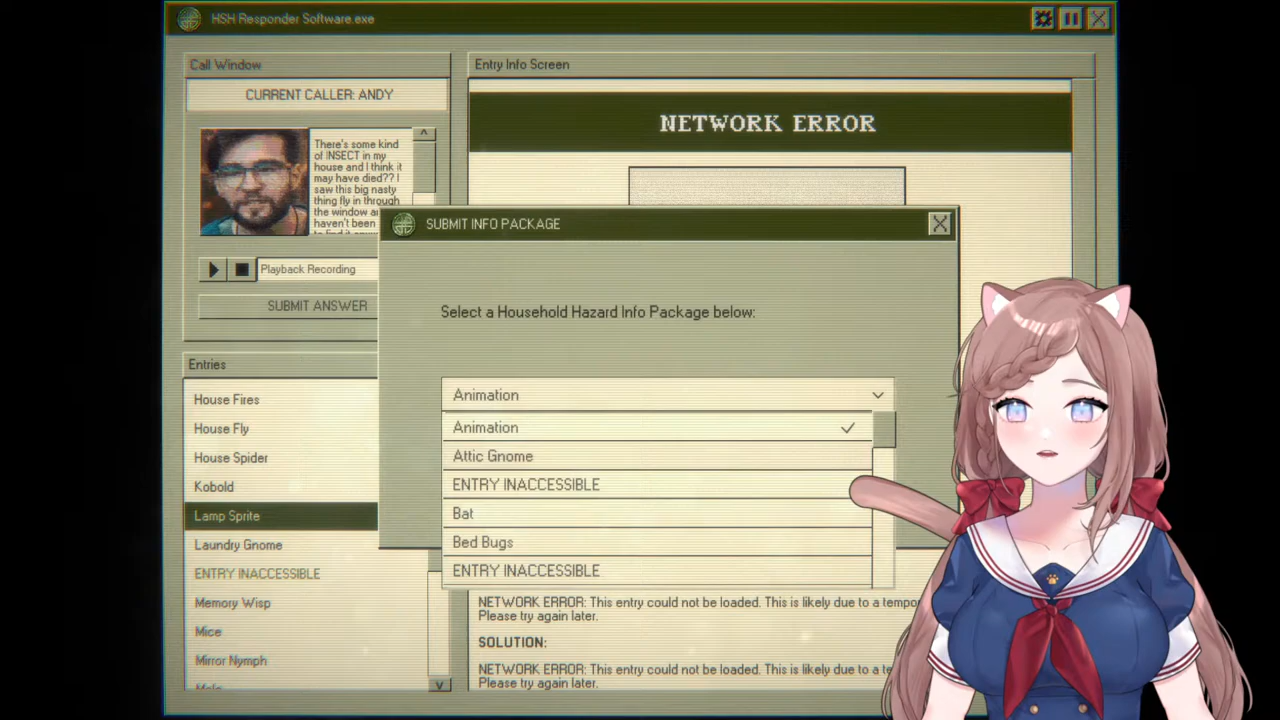 HSH Responder Software.exe
Call Window
CURRENT CALLER: ANDY
There's some kind
of INSECT in my
house and I think it
may have died?? I
saw this big nasty
thing fly in through
the window
haven't been
Playback Recording
SUBMIT ANSWER
Entries
House Fires
House Fly
House Spider
Kobold
Lamp Sprite
Laundry Gnome
ENTRY INACCESSIBLE
Memory Wisp
Mice
Mirror Nymph
Entry Info Screen
NETWORK ERROR
SUBMIT INFO PACKAGE
Select a Household Hazard Info Package below:
Animation
Animation
Attic Gnome
ENTRY INACCESSIBLE
Bat
Bed Bugs
ENTRY INACCESSIBLE
NETWORK ERROR: This entry could not be loaded. This is likely due to a
Please try again later.
SOLUTION:
NETWORK ERROR: This entry could not be loaded. This is likely due to a
Please try again later.